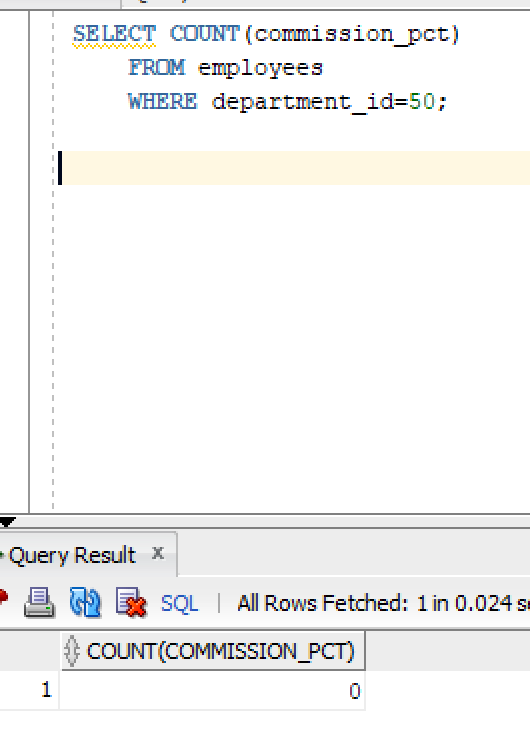 SELECT COUNT(commission_pct)
FROM employees
WHERE department_id=50;
Query Result x
SQL | All Rows Fetched: 1 in 0.024
COUNT(COMMISSION_PCT)
1 0